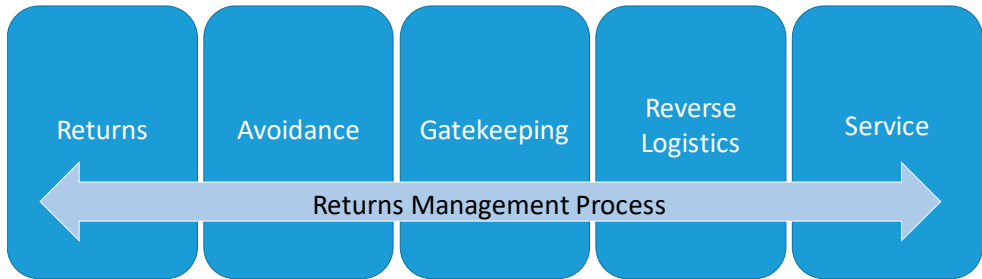 Returns
Avoidance
Gatekeeping
Reverse
Logistics
Service
Returns Management Process